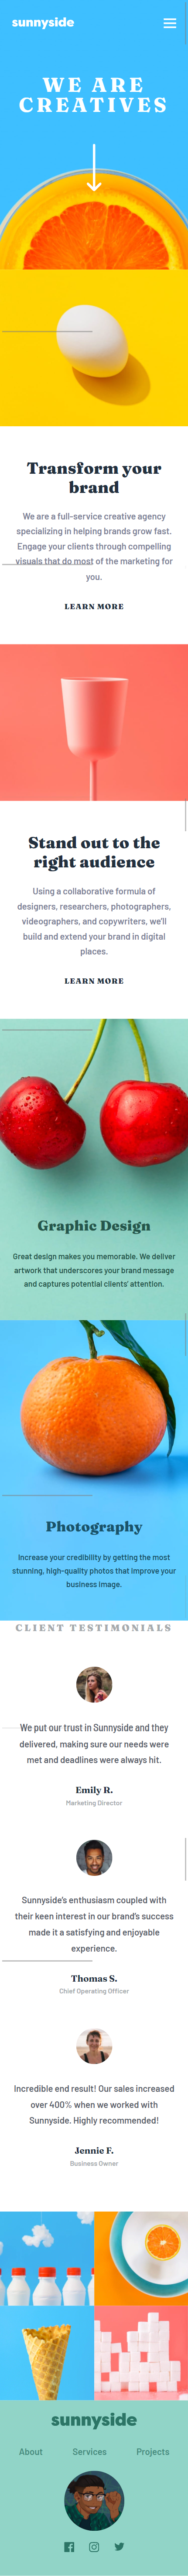 sunnyside
WE ARE
CREATIVES
Transform your
brand
We are a full-service creative agency
specializing in helping brands grow fast.
Engage your clients through compelling
visuals that do most of the marketing for
you.
LEARN MORE
Stand out to the
right audience
Using a collaborative formula of
designers, researchers, photographers,
videographers, and copywriters, we'll
build and extend your brand in digital
places.
LEARN MORE
Graphic Design
Great design makes you memorable. We deliver
artwork that underscores your brand message
and captures potential clients' attention.
Photography
Increase your credibility by getting the most
stunning, high-quality photos that improve your
business image.
CLIENT TESTIMONIALS
We put our trust in Sunnyside and they
delivered, making sure our needs were
met and deadlines were always hit.
Emily R.
Marketing Director
Sunnyside's enthusiasm coupled with
their keen interest in our brand's success
made it a satisfying and enjoyable
experience.
Thomas S.
Chief Operating Officer
Incredible end result! Our sales increased
over 400% when we worked with
Sunnyside. Highly recommended!
Jennie F.
Business Owner
sunnyside
About Services Projects